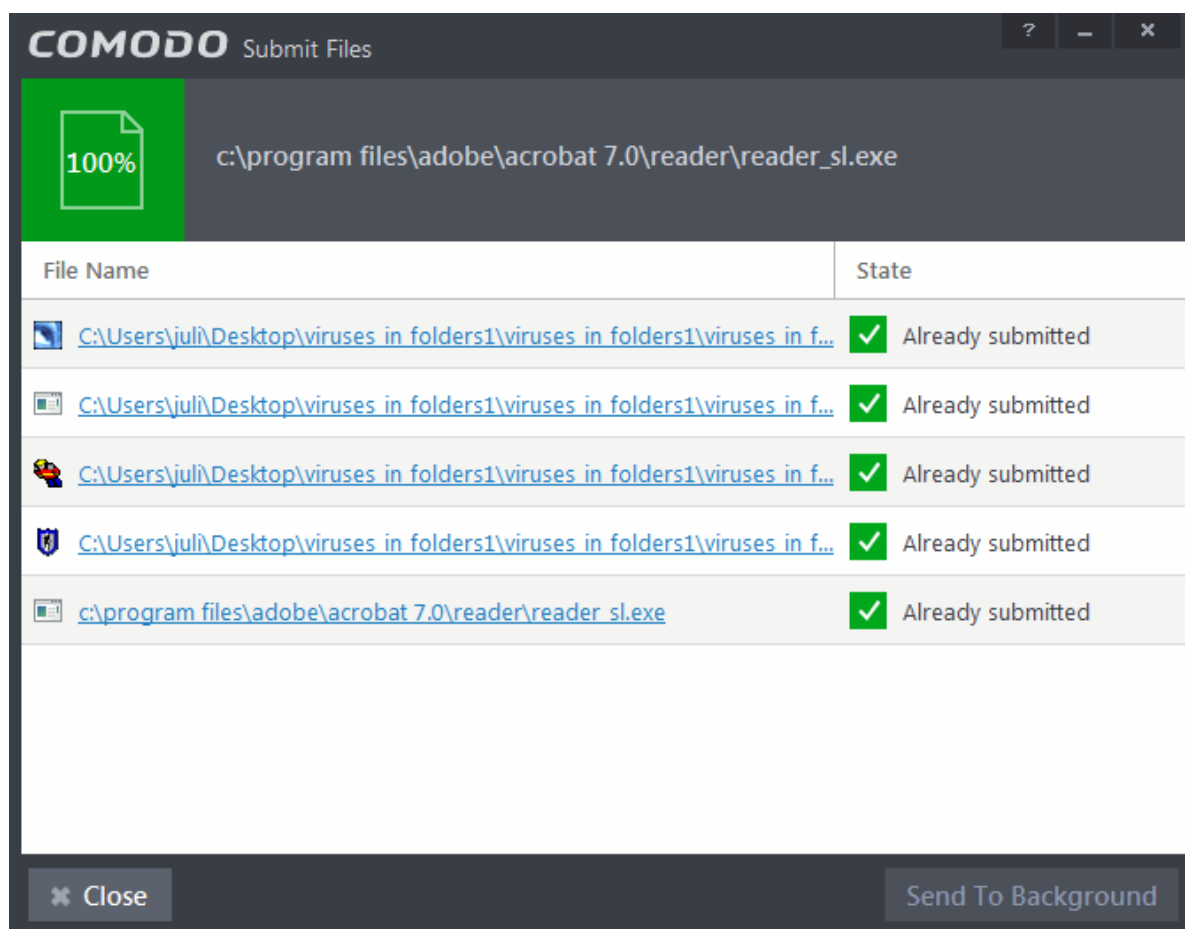 COMODO Submit Files
? – ×
100%
c:\program files\adobe\acrobat 7.0\reader\reader_sl.exe
File Name State
C:\Users\juli\Desktop\viruses in folders1\viruses in folders1\viruses in f... Already submitted
C:\Users\juli\Desktop\viruses in folders1\viruses in folders1\viruses in f... Already submitted
C:\Users\juli\Desktop\viruses in folders1\viruses in folders1\viruses in f... Already submitted
C:\Users\juli\Desktop\viruses in folders1\viruses in folders1\viruses in f... Already submitted
c:\program files\adobe\acrobat 7.0\reader\reader_sl.exe Already submitted
Close Send To Background